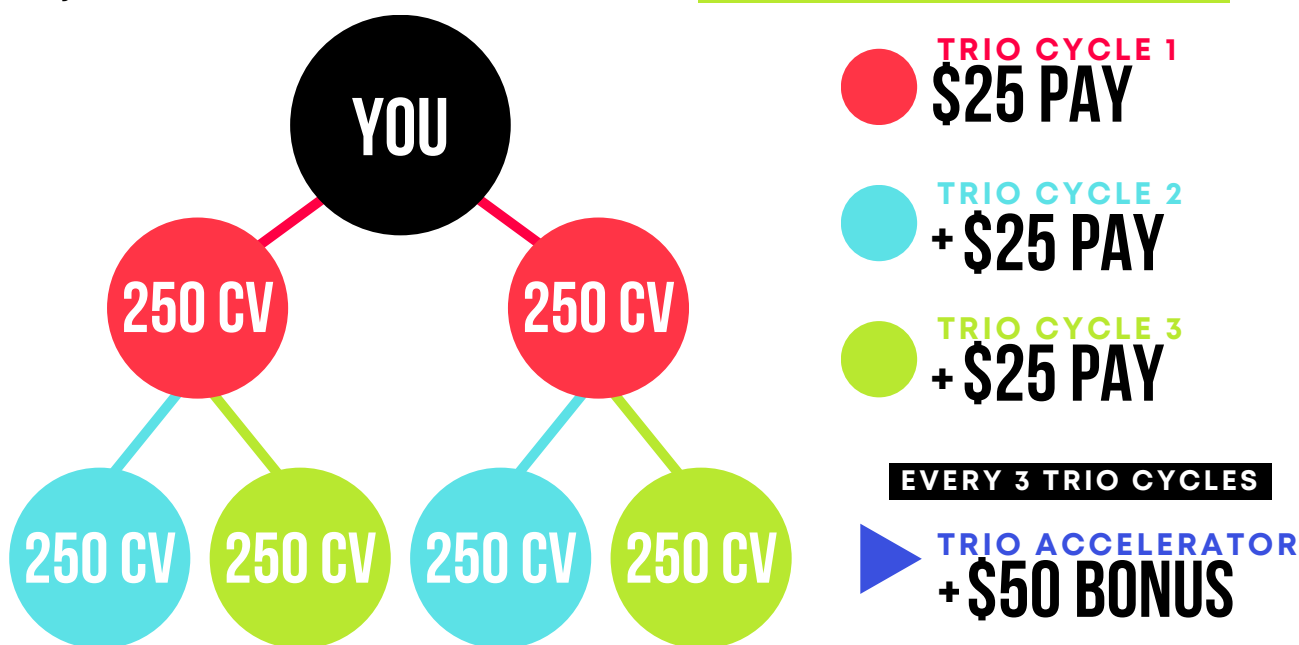 YOU
250 CV
250 CV
250 CV
250 CV
250 CV
250 CV
TRIO CYCLE 1
$25 PAY
TRIO CYCLE 2
+ $25 PAY
TRIO CYCLE 3
+ $25 PAY
EVERY 3 TRIO CYCLES
TRIO ACCELERATOR
+ $50 BONUS